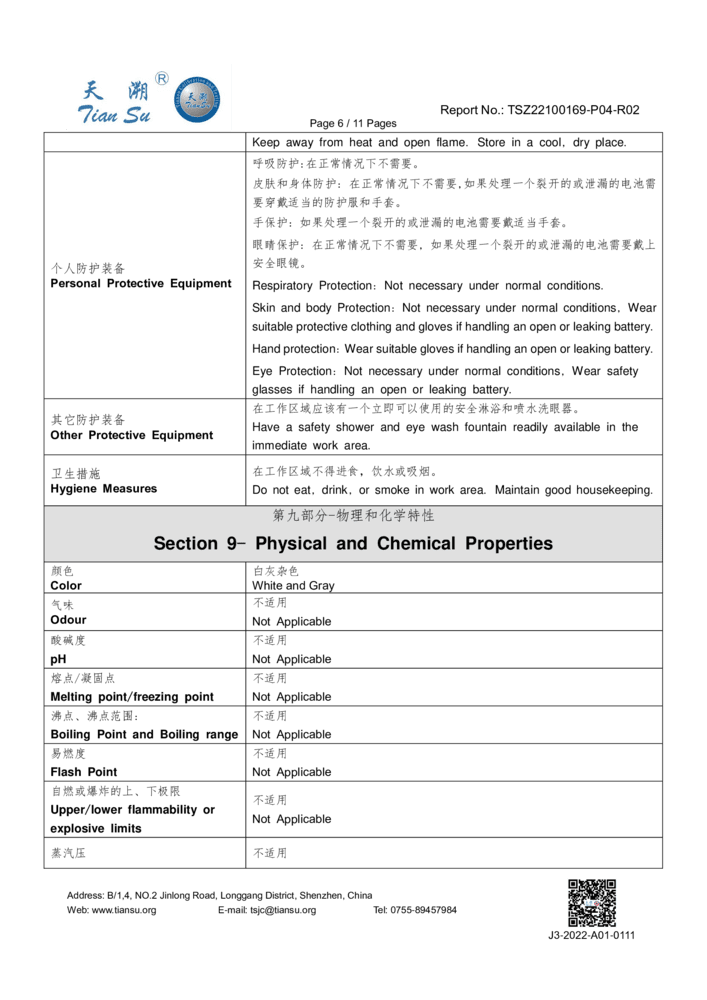 天 溯 ®
Tian Su
天溯
Report No.: TSZ22100169-P04-R02
Page 6 / 11 Pages
Keep away from heat and open flame. Store in a cool, dry place.
个人防护装备
Personal Protective Equipment
呼吸防护:在正常情况下不需要。
皮肤和身体防护: 在正常情况下不需要,如果处理一个裂开的或泄漏的电池需
要穿戴适当的防护服和手套。
手保护: 如果处理一个裂开的或泄漏的电池需要戴适当手套。
眼睛保护: 在正常情况下不需要, 如果处理一个裂开的或泄漏的电池需要戴上
安全眼镜。
Respiratory Protection: Not necessary under normal conditions.
Skin and body Protection: Not necessary under normal conditions, Wear
suitable protective clothing and gloves if handling an open or leaking battery.
Hand protection: Wear suitable gloves if handling an open or leaking battery.
Eye Protection: Not necessary under normal conditions, Wear safety
glasses if handling an open or leaking battery.
其它防护装备
Other Protective Equipment
在工作区域应该有一个立即可以使用的安全淋浴和喷水洗眼器。
Have a safety shower and eye wash fountain readily available in the
immediate work area.
卫生措施
Hygiene Measures
在工作区域不得进食, 饮水或吸烟。
Do not eat, drink, or smoke in work area. Maintain good housekeeping.
第九部分-物理和化学特性
Section 9- Physical and Chemical Properties
颜色
Color
白灰杂色
White and Gray
气味
Odour
不适用
Not Applicable
酸碱度
pH
不适用
Not Applicable
熔点/凝固点
Melting point/freezing point
不适用
Not Applicable
沸点、沸点范围:
Boiling Point and Boiling range
不适用
Not Applicable
易燃度
Flash Point
不适用
Not Applicable
自燃或爆炸的上、下极限
Upper/lower flammability or
explosive limits
不适用
Not Applicable
蒸汽压
不适用
Address: B/1,4, NO.2 Jinlong Road, Longgang District, Shenzhen, China
Web: www.tiansu.org E-mail: tsjc@tiansu.org Tel: 0755-89457984
J3-2022-A01-0111